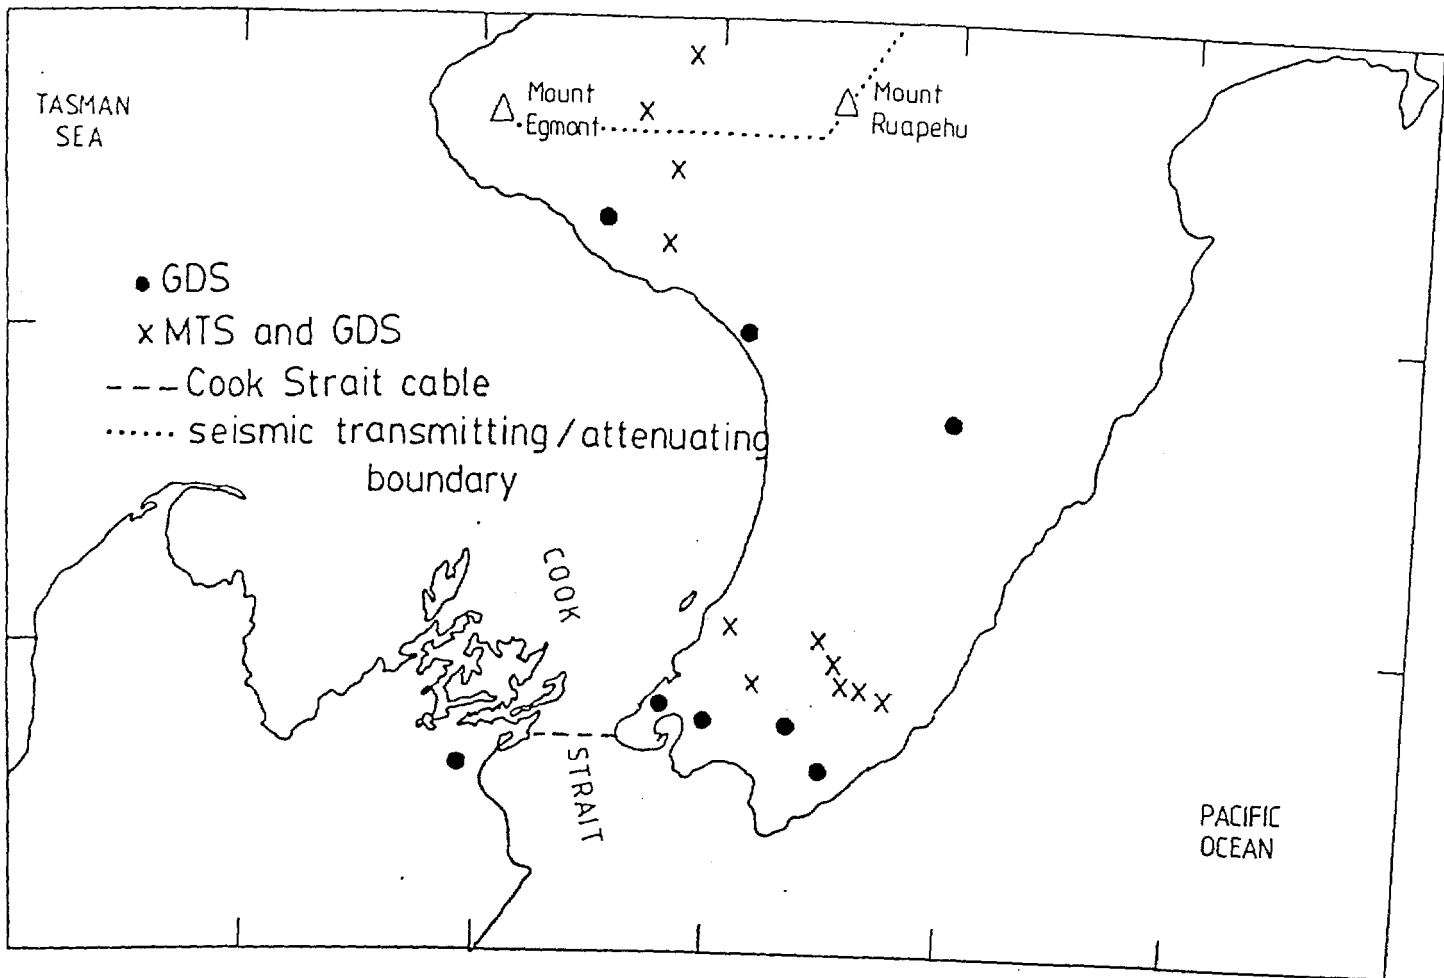 TASMAN
SEA
Mount
Egmont
Mount
Ruapehu
GDS
x MTS and GDS
Cook Strait cable
seismic transmitting/attenuating
boundary
COOK
STRAIT
PACIFIC
OCEAN